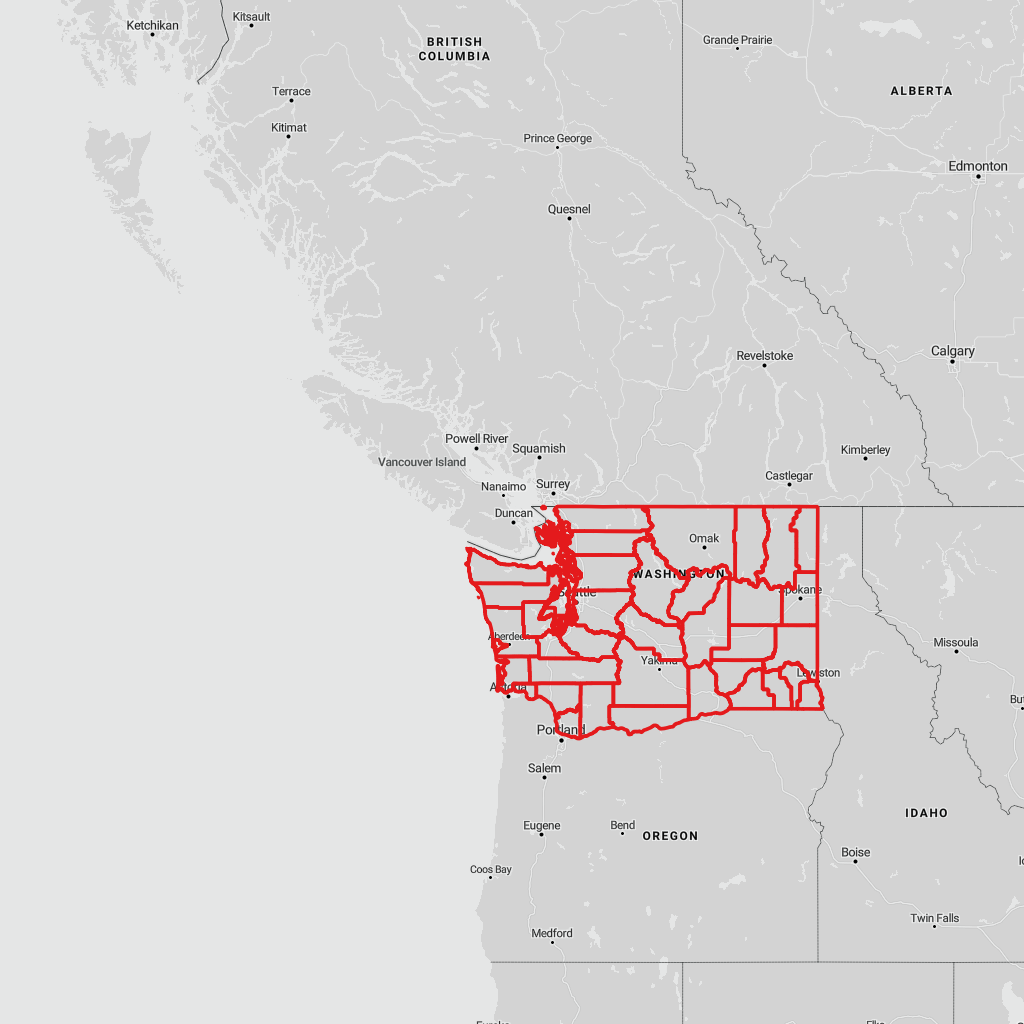 Kitsault
Ketchikan
BRITISH
COLUMBIA
Grande Prairie
Terrace
ALBERTA
Kitimat
Prince George
Edmonton
Quesnel
Revelstoke
Calgary
Powell River
Squamish
Kimberley
Vancouver Island
Castlegar
Nanaimo
Surrey
Duncan
Omak
WASHINGTON
Seattle
Spokane
Aberdeen
Missoula
Yakima
Lewiston
Astoria
Portland
Salem
IDAHO
Eugene
Bend
OREGON
Boise
Coos Bay
Twin Falls
Medford